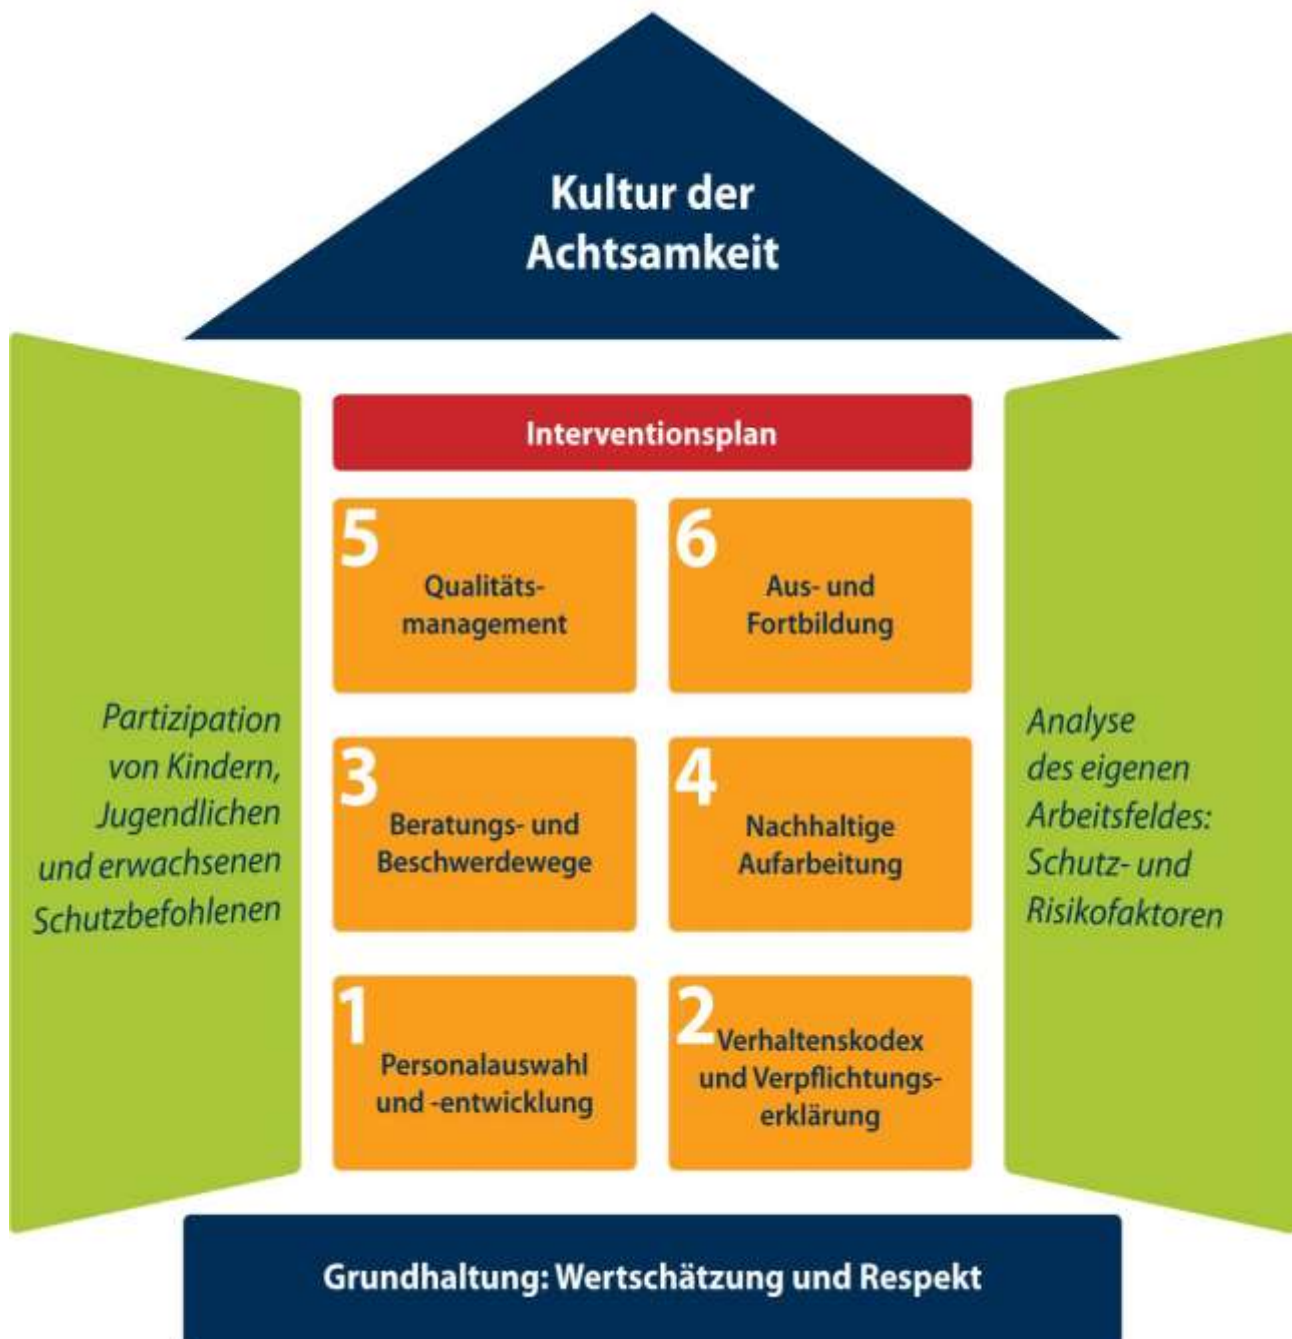 Kultur der
Achtsamkeit
Interventionsplan
5
Qualitäts-
management
6
Aus- und
Fortbildung
Partizipation
von Kindern,
Jugendlichen
und erwachsenen
Schutzbefohlenen
3
Beratungs- und
Beschwerdewege
4
Nachhaltige
Aufarbeitung
Analyse
des eigenen
Arbeitsfeldes:
Schutz- und
Risikofaktoren
1
Personalauswahl
und -entwicklung
2
Verhaltenskodex
und Verpflichtungs-
erklärung
Grundhaltung: Wertschätzung und Respekt